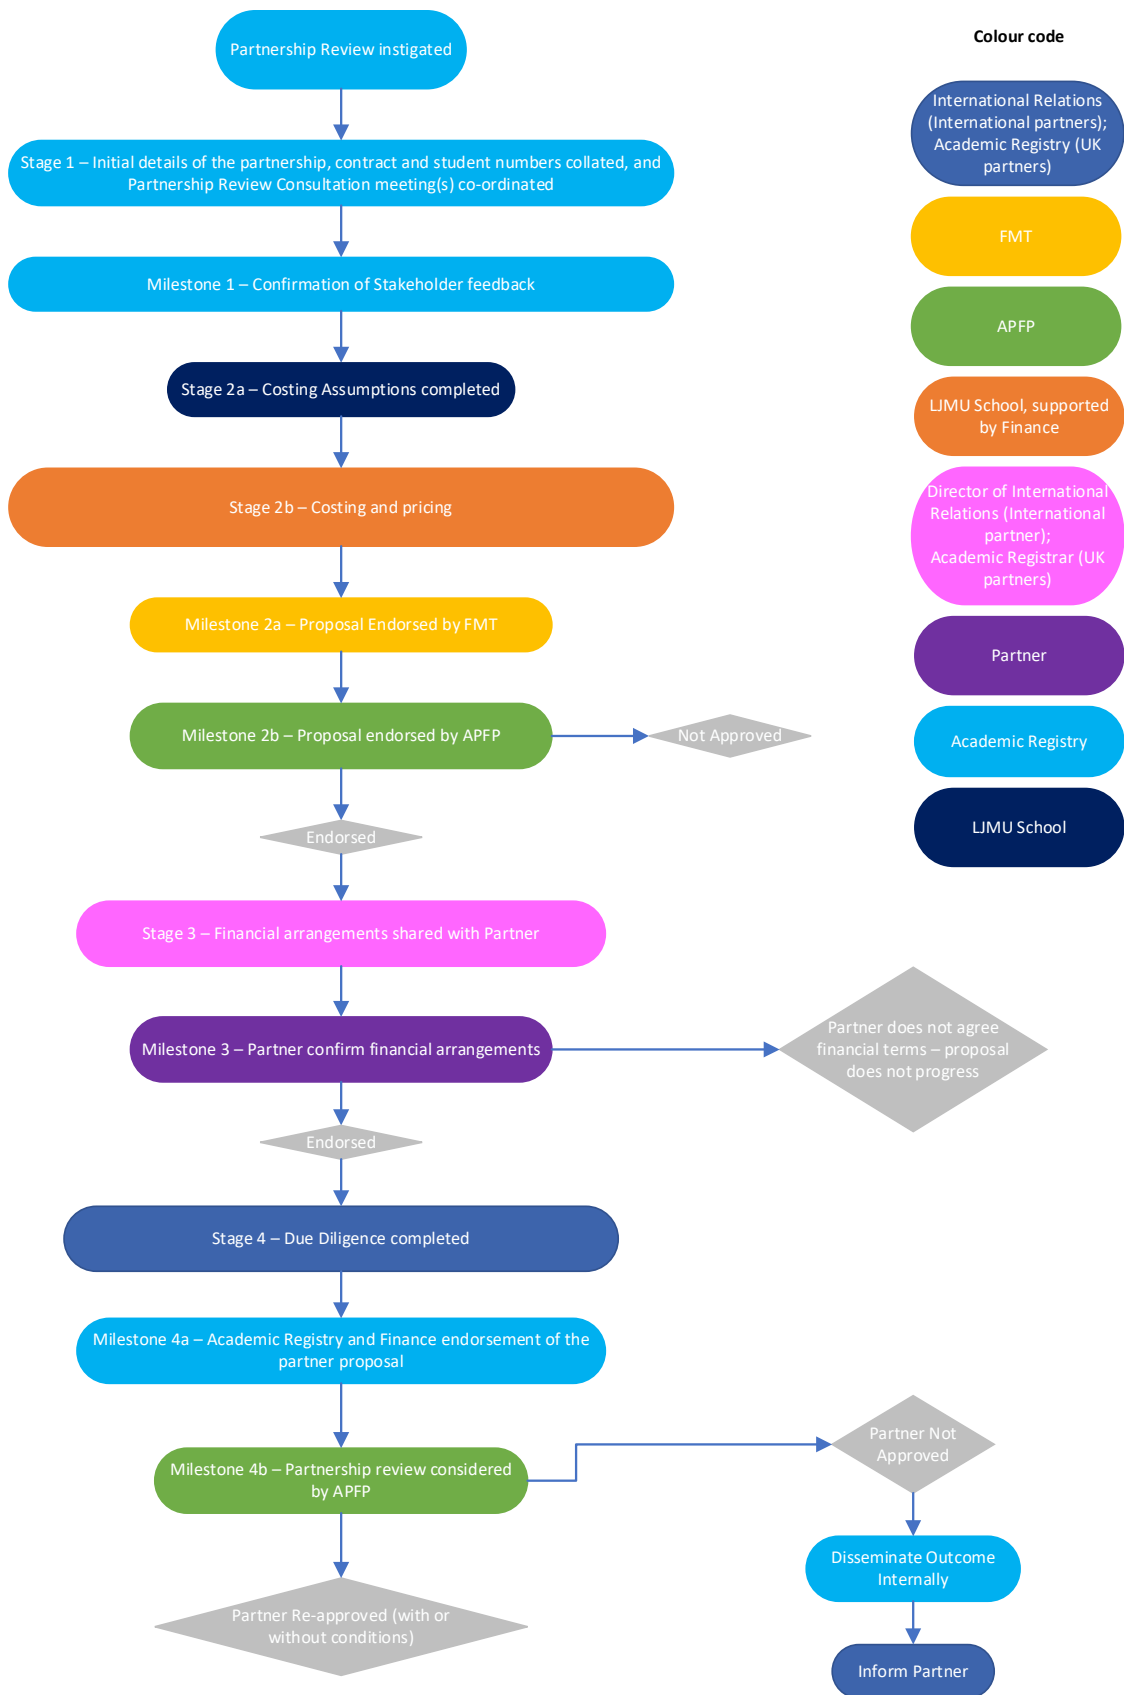 Partnership Review instigated
Stage 1 – Initial details of the partnership, contract and student numbers collated, and
Partnership Review Consultation meeting(s) co-ordinated
Milestone 1 – Confirmation of Stakeholder feedback
Stage 2a – Costing Assumptions completed
Stage 2b – Costing and pricing
Milestone 2a – Proposal Endorsed by FMT
Milestone 2b – Proposal endorsed by APFP
Not Approved
Endorsed
Stage 3 – Financial arrangements shared with Partner
Milestone 3 – Partner confirm financial arrangements
Partner does not agree
financial terms – proposal
does not progress
Endorsed
Stage 4 – Due Diligence completed
Milestone 4a – Academic Registry and Finance endorsement of the
partner proposal
Milestone 4b – Partnership review considered
by APFP
Partner Not
Approved
Disseminate Outcome
Internally
Inform Partner
Partner Re-approved (with or
without conditions)
Colour code
International Relations
(International partners);
Academic Registry (UK
partners)
FMT
APFP
LJMU School, supported
by Finance
Director of International
Relations (International
partner);
Academic Registrar (UK
partners)
Partner
Academic Registry
LJMU School